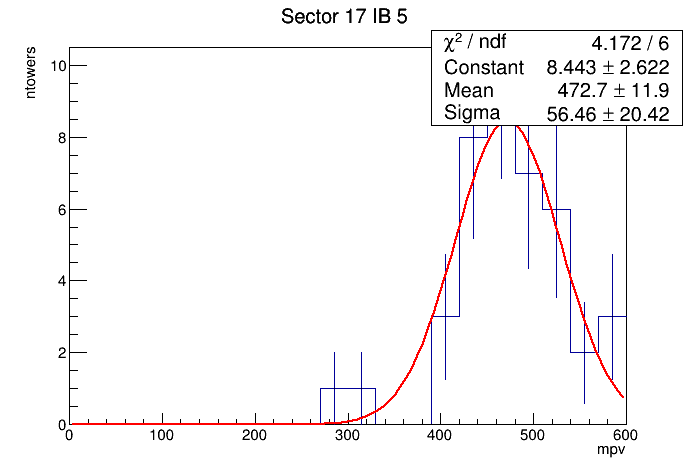 Sector 17 IB 5
χ² / ndf 4.172 / 6
Constant 8.443 ± 2.622
Mean 472.7 ± 11.9
Sigma 56.46 ± 20.42
ntowers
10
8
6
4
2
0
0 100 200 300 400 500 600
mpv